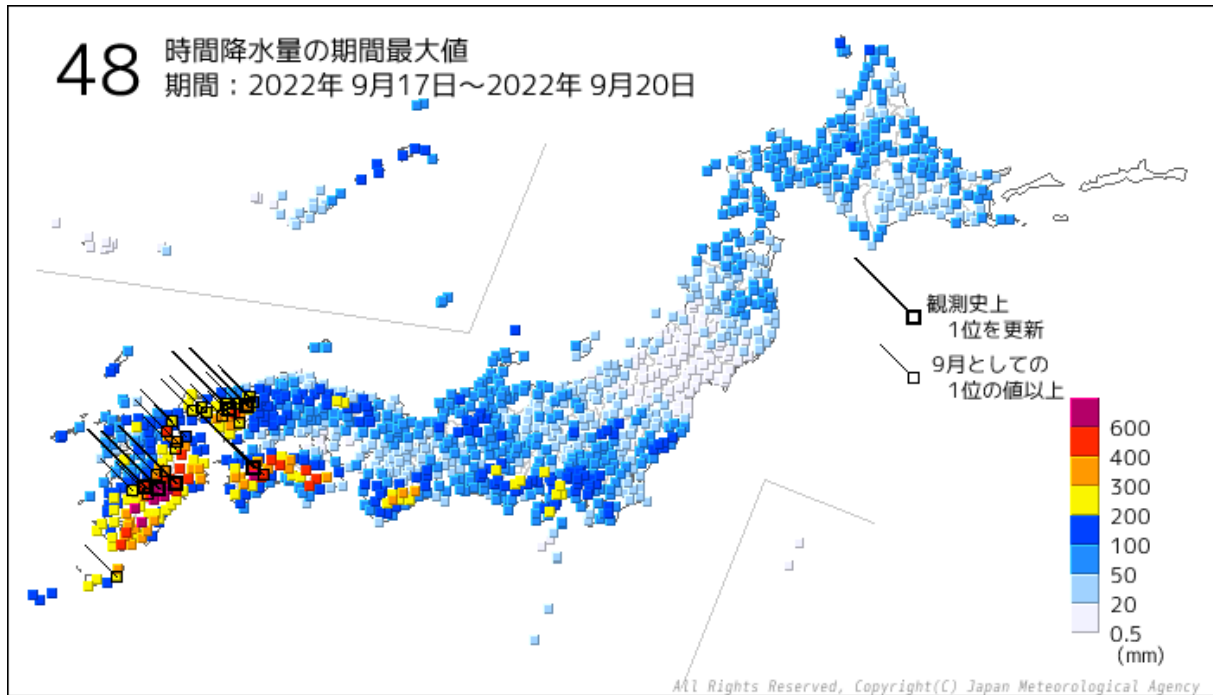 48 時間降水量の期間最大値
期間：2022年 9月17日～2022年 9月20日
観測史上
1位を更新
9月としての
1位の値以上
600
400
300
200
100
50
20
0.5
(mm)
All Rights Reserved, Copyright(C) Japan Meteorological Agency